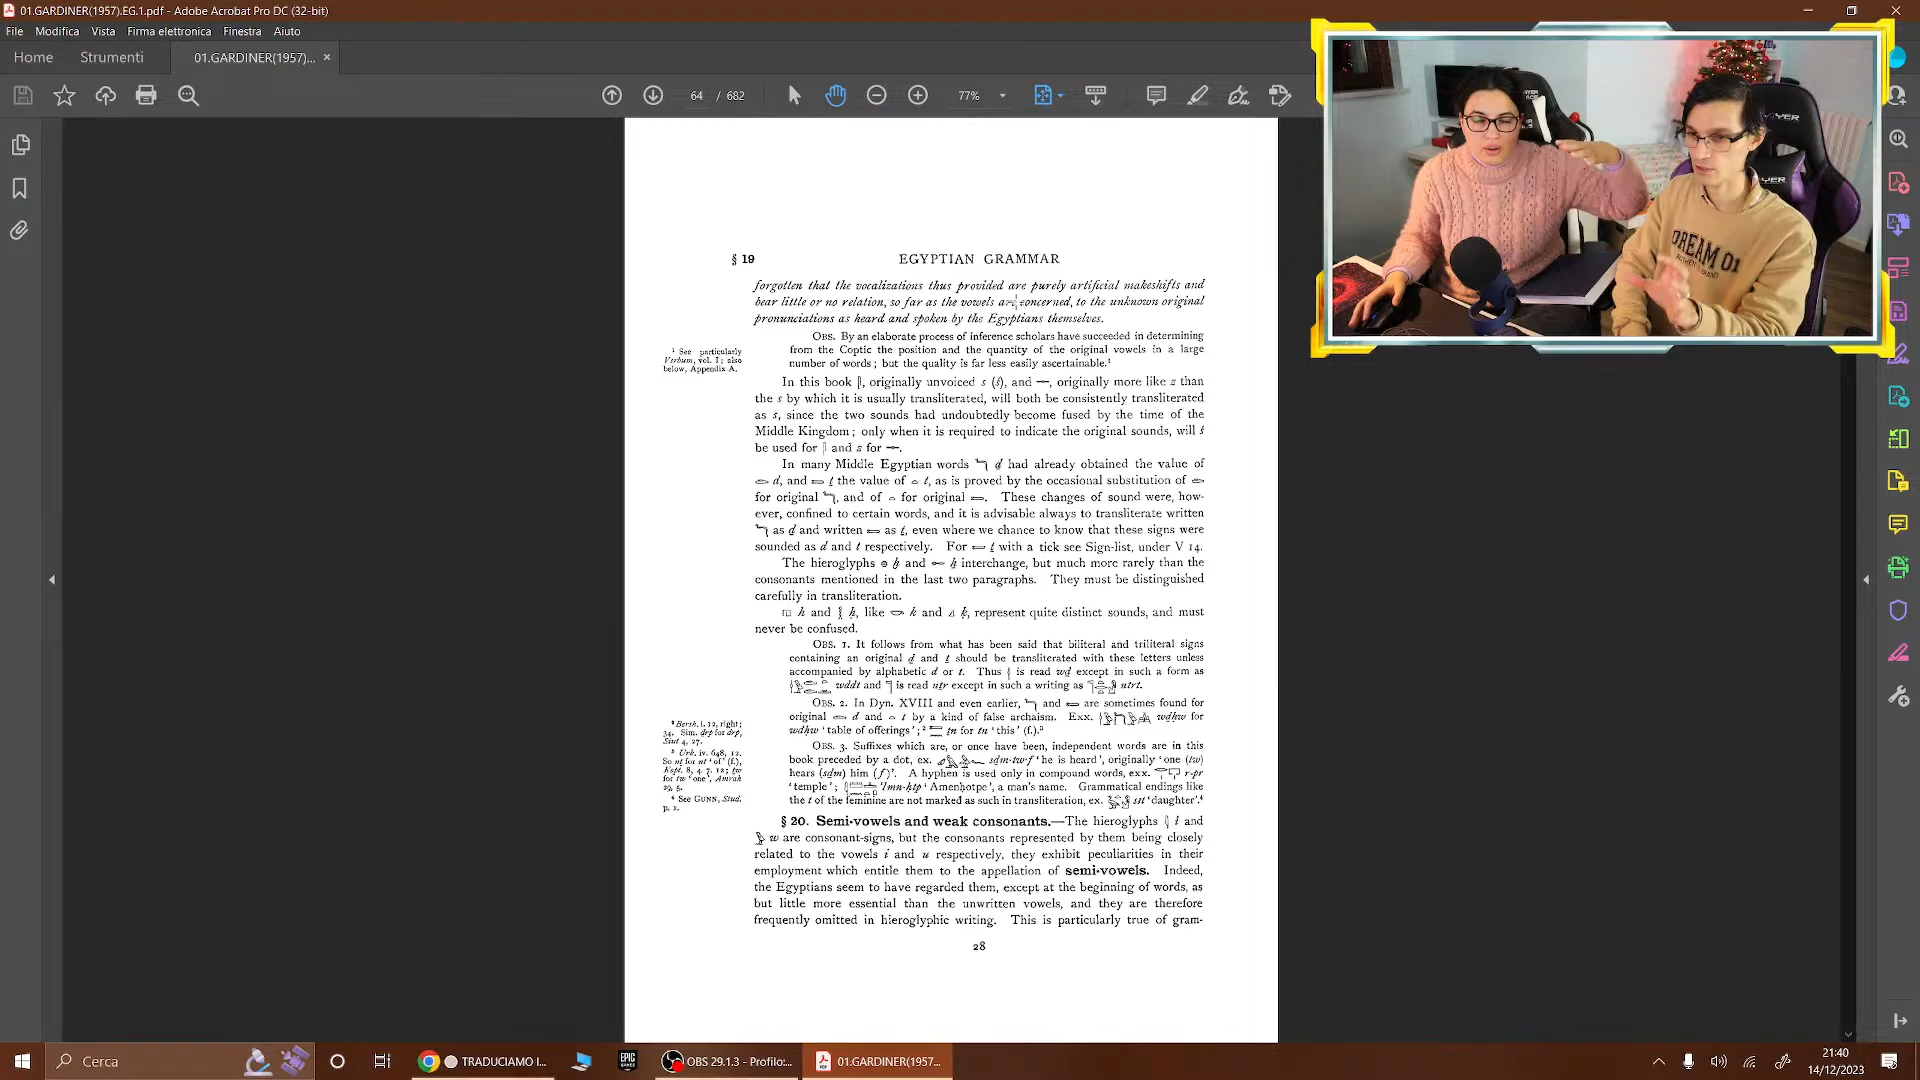 01.GARDINER(1957).EG.1.pdf - Adobe Acrobat Pro DC (32-bit)
File Modifica Vista Firma elettronica Finestra Aiuto
Home Strumenti 01.GARDINER(1957)... ×
64 / 682 77%
§ 19 EGYPTIAN GRAMMAR
forgotten that the vocalizations thus provided are purely artificial makeshifts and
bear little or no relation, so far as the vowels are concerned, to the unknown original
pronunciations as heard and spoken by the Egyptians themselves.
OBS. By an elaborate process of inference scholars have succeeded in determining
from the Coptic the position and the quantity of the original vowels in a large
number of words; but the quality is far less easily ascertainable.¹
¹ See particularly
Verbum, vol. I; also
below, Appendix A.
In this book 𓋴, originally unvoiced s (ś), and 𓊃, originally more like z than
the s by which it is usually transliterated, will both be consistently transliterated
as s, since the two sounds had undoubtedly become fused by the time of the
Middle Kingdom; only when it is required to indicate the original sounds, will ś
be used for 𓋴 and z for 𓊃.
In many Middle Egyptian words 𓆓 ḏ had already obtained the value of
𓂧 d, and 𓍿 ṯ the value of 𓏏 t, as is proved by the occasional substitution of 𓂧
for original 𓆓, and of 𓏏 for original 𓍿. These changes of sound were, how-
ever, confined to certain words, and it is advisable always to transliterate written
𓆓 as ḏ and written 𓍿 as ṯ, even where we chance to know that these signs were
sounded as d and t respectively. For 𓍿 ṯ with a tick see Sign-list, under V 14.
The hieroglyphs 𓐍 ḫ and 𓄡 ẖ interchange, but much more rarely than the
consonants mentioned in the last two paragraphs. They must be distinguished
carefully in transliteration.
𓉔 h and 𓎛 ḥ, like 𓎡 k and 𓈎 ḳ, represent quite distinct sounds, and must
never be confused.
OBS. 1. It follows from what has been said that biliteral and triliteral signs
containing an original ḏ and ṯ should be transliterated with these letters unless
accompanied by alphabetic d or t. Thus is read wḏ except in such a form as
wddt and 𓊹 is read nṯr except in such a writing as ntrt.
OBS. 2. In Dyn. XVIII and even earlier, 𓆓 and 𓍿 are sometimes found for
original 𓂧 d and 𓏏 t by a kind of false archaism. Exx. wḏḥw for
wdḥw 'table of offerings';² ṯn for tn 'this' (f.).³
OBS. 3. Suffixes which are, or once have been, independent words are in this
book preceded by a dot, ex. sḏm·tw·f 'he is heard', originally 'one (tw)
hears (sḏm) him (f)'. A hyphen is used only in compound words, exx. r-pr
'temple'; 'Imn-ḥtp 'Amenḥotpe', a man's name. Grammatical endings like
the t of the feminine are not marked as such in transliteration, ex. sꜣt 'daughter'.⁴
² Bersh. i. 12, right;
34. Sim. ḏrp for drp,
Siut 4, 27.
³ Urk. iv. 648, 12.
So nṯ for nt 'of' (f.),
Kopt. 8, 4. 7. 12; ṯw
for tw 'one', Amrah
29, 5.
⁴ See GUNN, Stud.
p. x.
§ 20. Semi-vowels and weak consonants.—The hieroglyphs 𓇋 ı͗ and
𓅱 w are consonant-signs, but the consonants represented by them being closely
related to the vowels i and u respectively, they exhibit peculiarities in their
employment which entitle them to the appellation of semi-vowels. Indeed,
the Egyptians seem to have regarded them, except at the beginning of words, as
but little more essential than the unwritten vowels, and they are therefore
frequently omitted in hieroglyphic writing. This is particularly true of gram-
28
DREAM 01
Cerca TRADUCIAMO I... EPIC GAMES OBS 29.1.3 - Profilo:... 01.GARDINER(1957...
21:40
14/12/2023